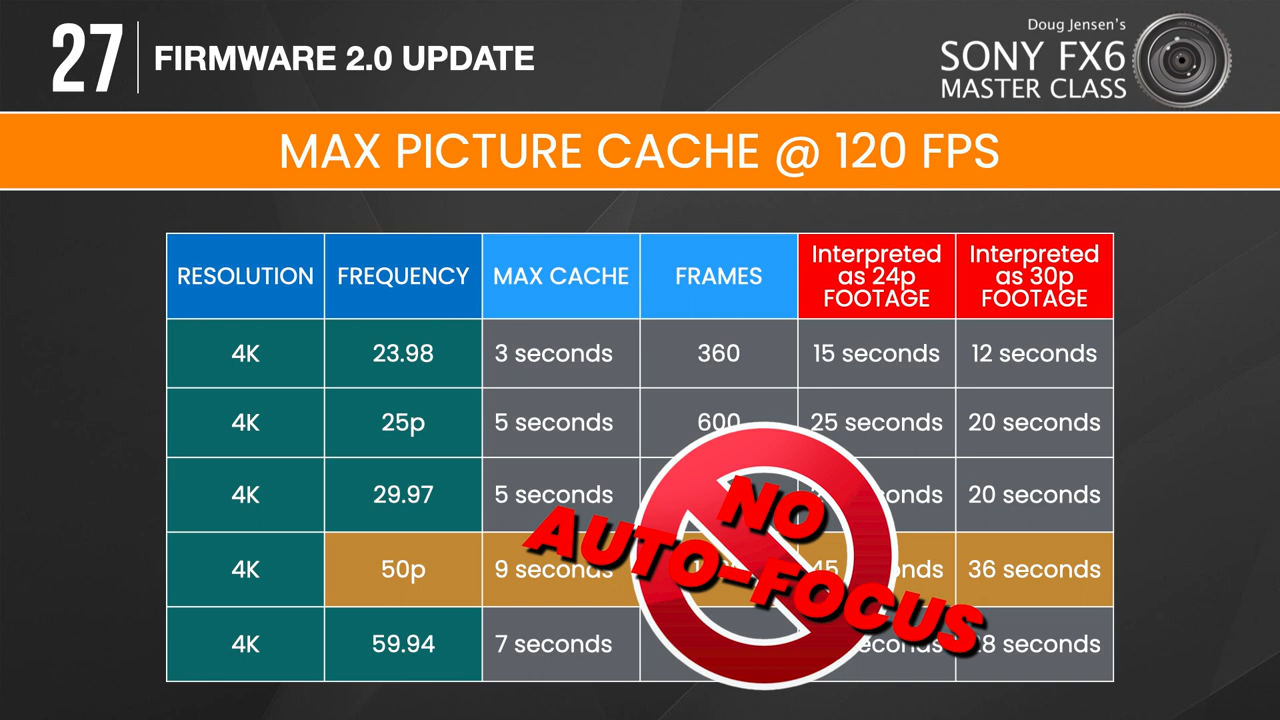 27 FIRMWARE 2.0 UPDATE
Doug Jensen's
SONY FX6
MASTER CLASS
MAX PICTURE CACHE @ 120 FPS
RESOLUTION FREQUENCY MAX CACHE FRAMES Interpreted as 24p FOOTAGE Interpreted as 30p FOOTAGE
4K 23.98 3 seconds 360 15 seconds 12 seconds
4K 25p 5 seconds 600 25 seconds 20 seconds
4K 29.97 5 seconds 20 seconds
4K 50p 9 seconds 36 seconds
4K 59.94 7 seconds seconds
NO
AUTO-FOCUS